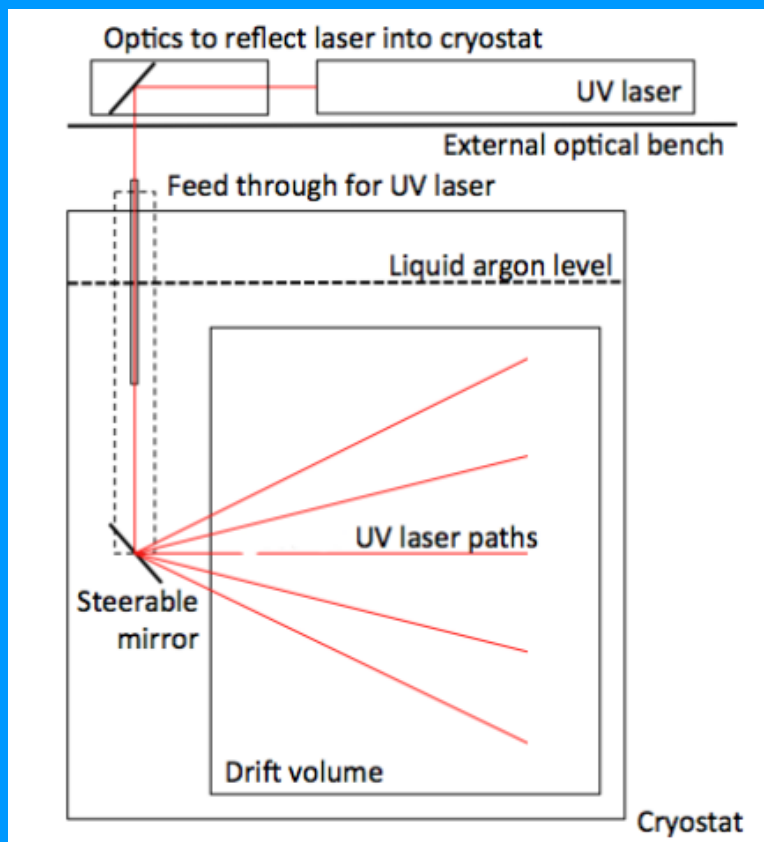 Optics to reflect laser into cryostat
UV laser
External optical bench
Feed through for UV laser
Liquid argon level
UV laser paths
Steerable
mirror
Drift volume
Cryostat